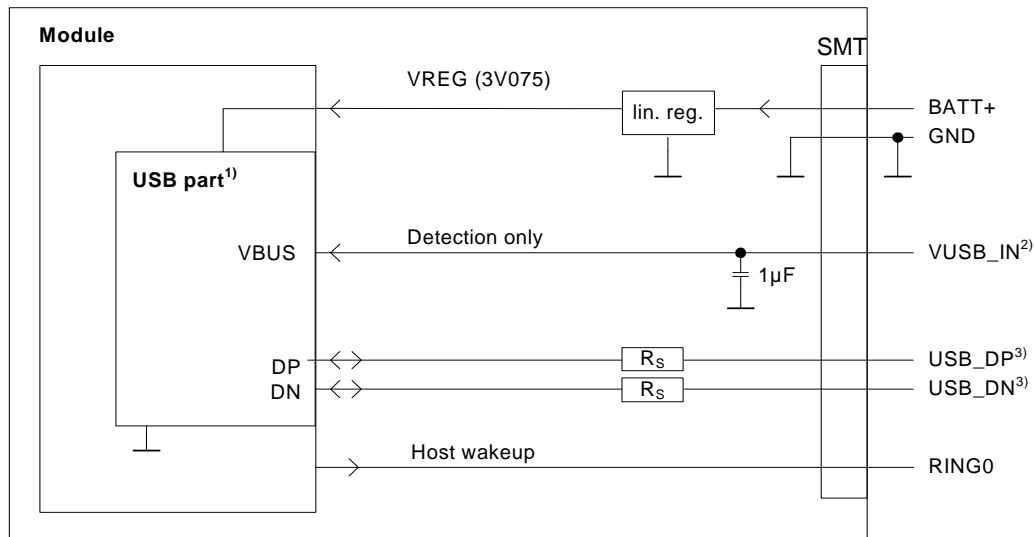 Module
SMT
VREG (3V075)
lin. reg.
BATT+
GND
USB part1)
VBUS
Detection only
1µF
VUSB_IN2)
DP
RS
USB_DP3)
DN
RS
USB_DN3)
Host wakeup
RING0